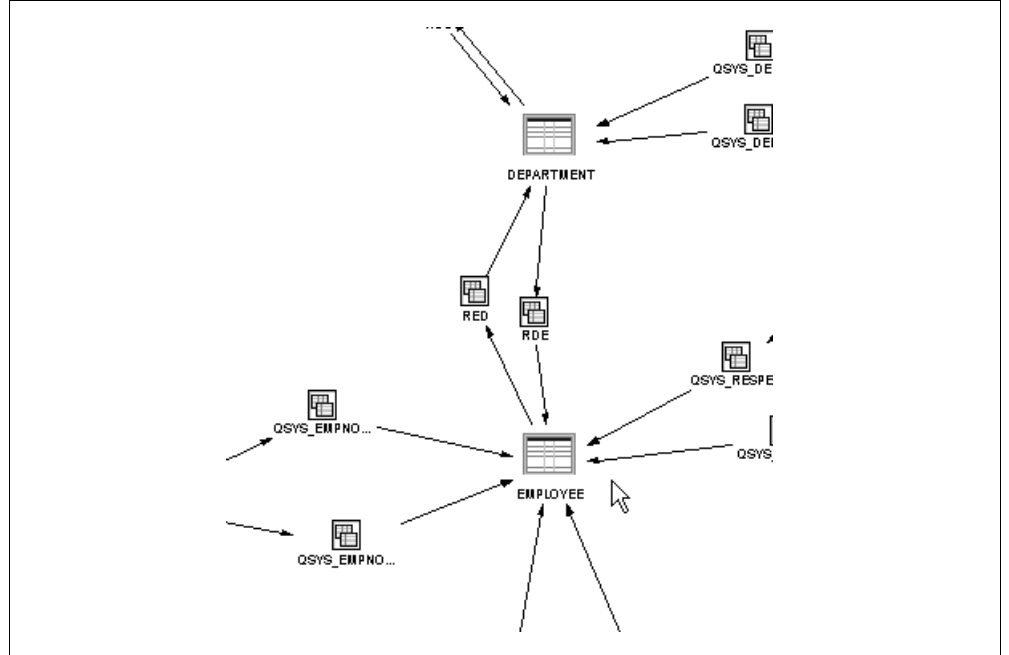 QSYS_DE
QSYS_DE
DEPARTMENT
RED
RDE
QSYS_RESPE
QSYS_EMPNO...
QSYS_
EMPLOYEE
QSYS_EMPNO...